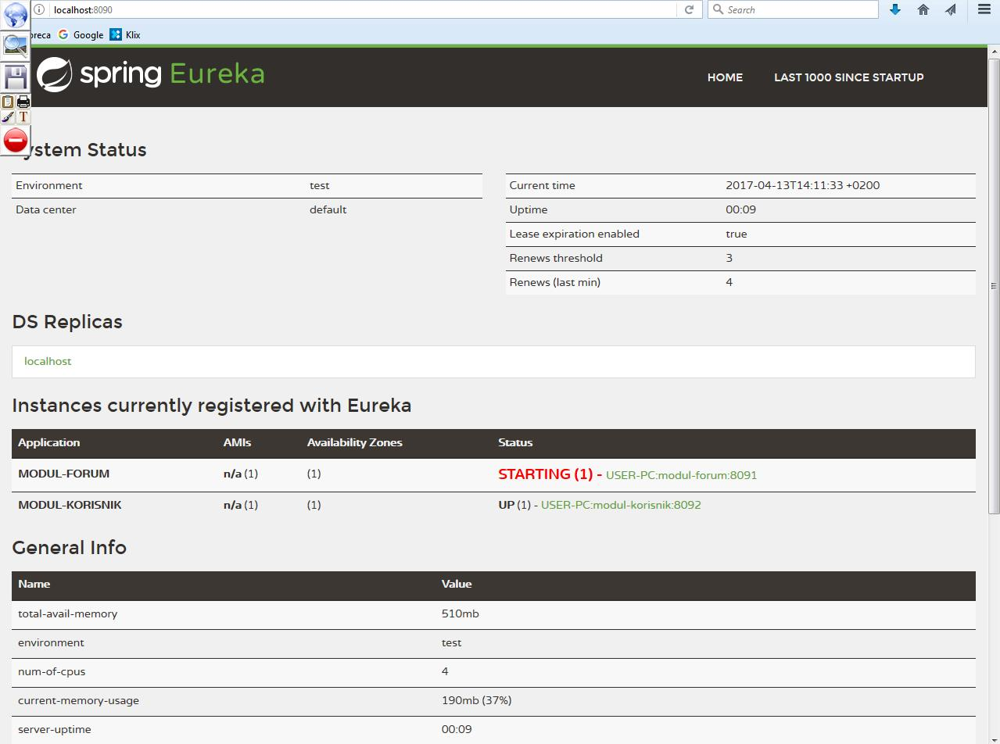 localhost:8090
Search
Google Klix
spring Eureka
HOME LAST 1000 SINCE STARTUP
T
System Status
Environment test
Data center default
Current time 2017-04-13T14:11:33 +0200
Uptime 00:09
Lease expiration enabled true
Renews threshold 3
Renews (last min) 4
DS Replicas
localhost
Instances currently registered with Eureka
Application AMIs Availability Zones Status
MODUL-FORUM n/a (1) (1) STARTING (1) - USER-PC:modul-forum:8091
MODUL-KORISNIK n/a (1) (1) UP (1) - USER-PC:modul-korisnik:8092
General Info
Name Value
total-avail-memory 510mb
environment test
num-of-cpus 4
current-memory-usage 190mb (37%)
server-uptime 00:09